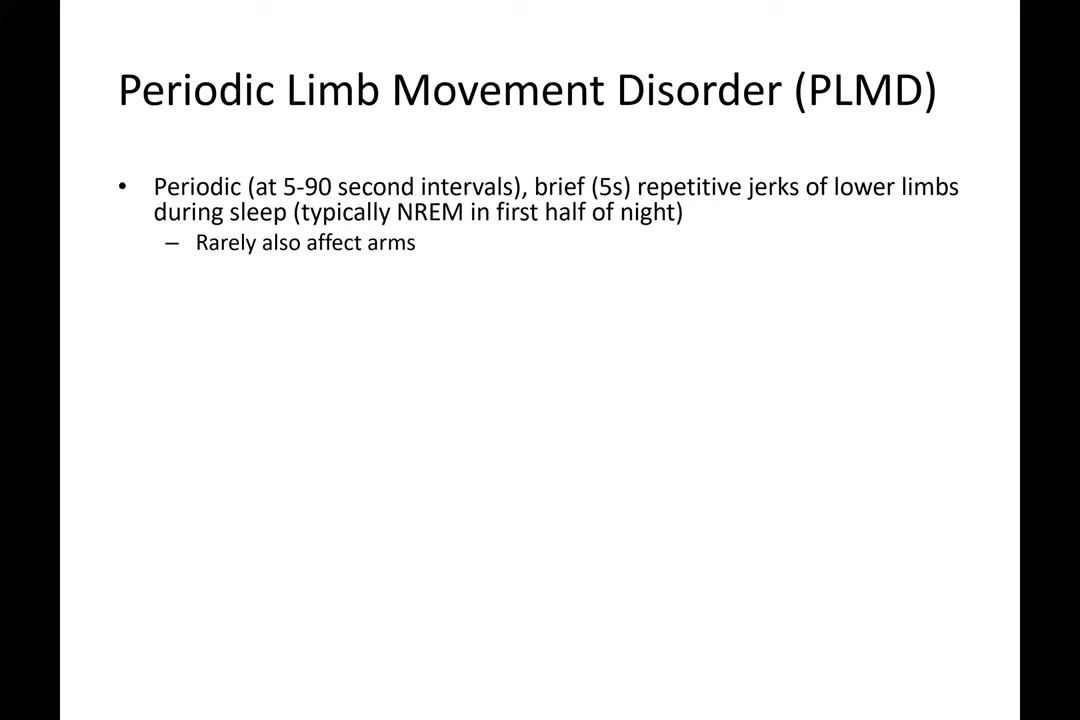 Periodic Limb Movement Disorder (PLMD)
• Periodic (at 5-90 second intervals), brief (5s) repetitive jerks of lower limbs
during sleep (typically NREM in first half of night)
– Rarely also affect arms